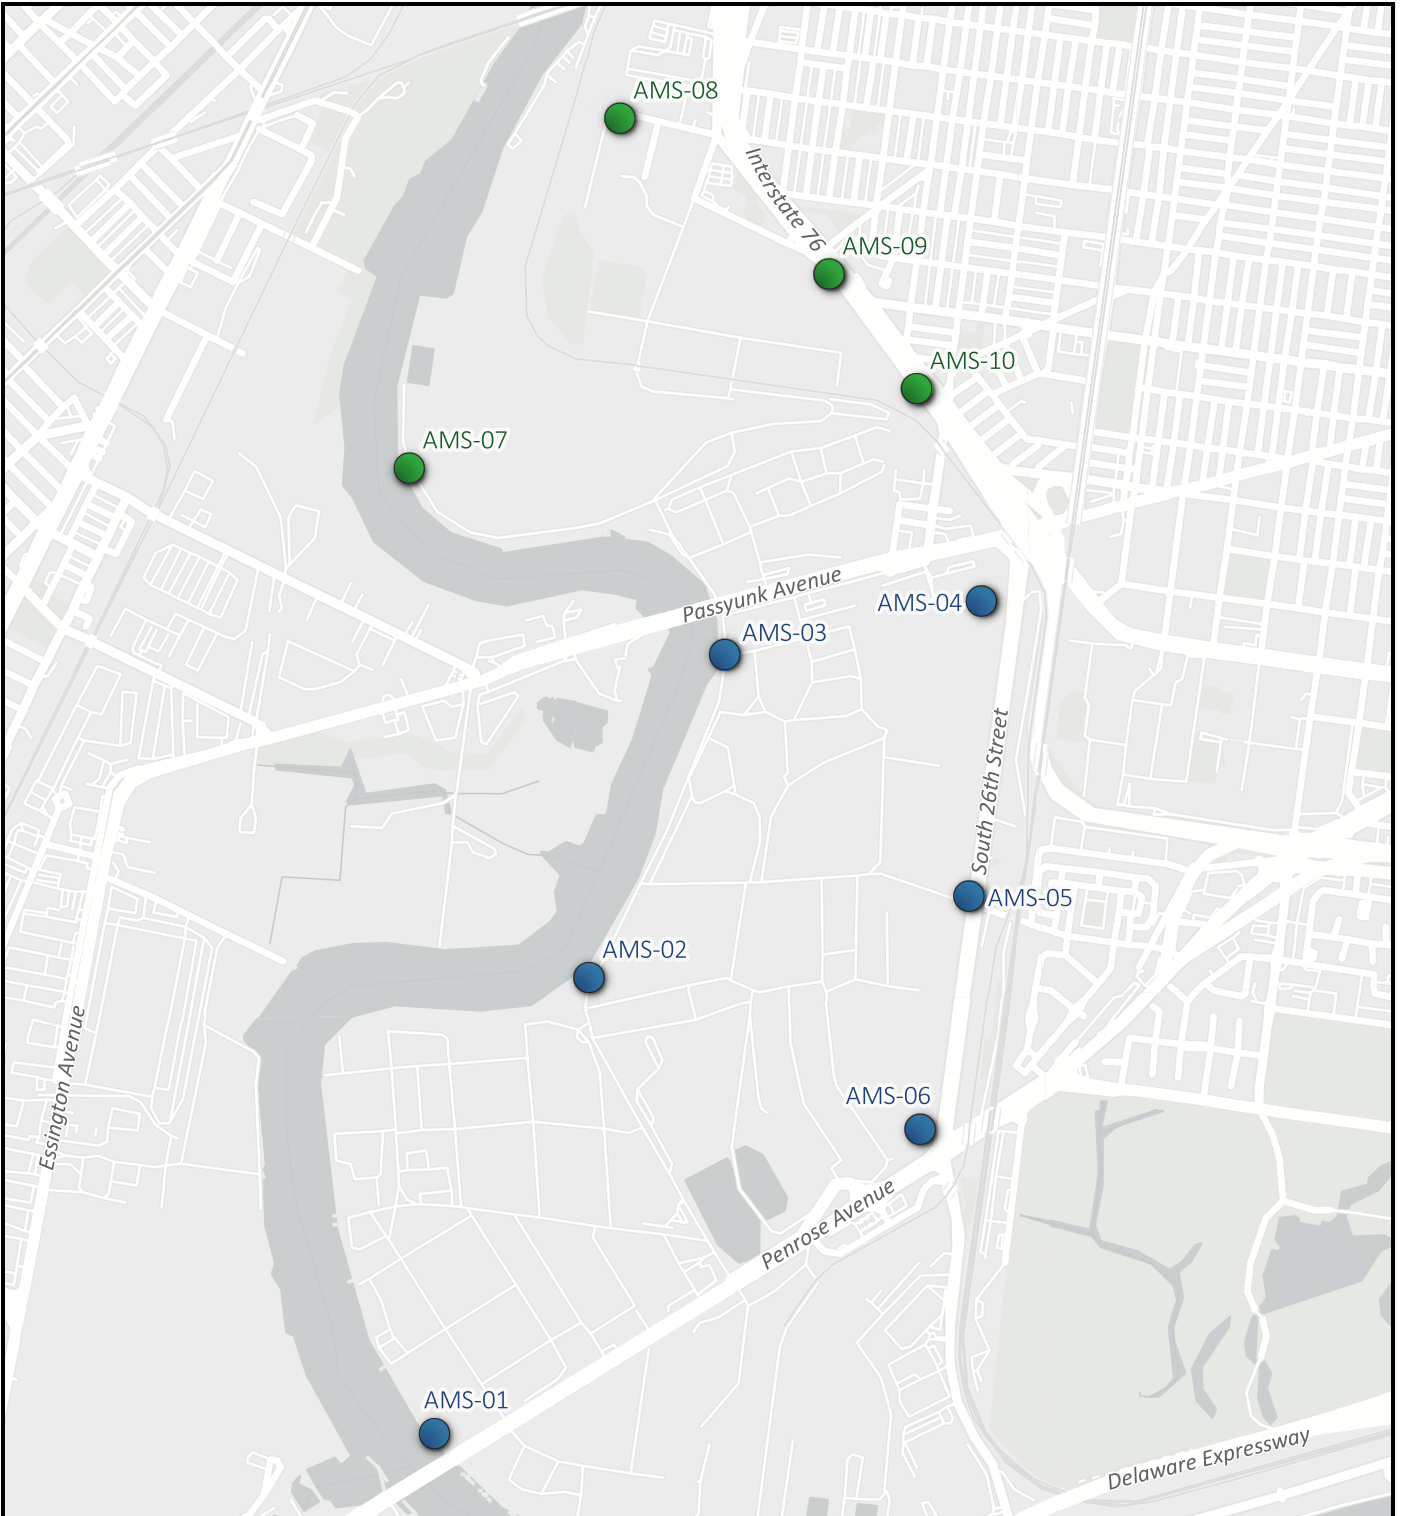 AMS-08
Interstate 76
AMS-09
AMS-10
AMS-07
Passyunk Avenue
AMS-04
AMS-03
South 26th Street
AMS-05
AMS-02
Essington Avenue
AMS-06
Penrose Avenue
AMS-01
Delaware Expressway